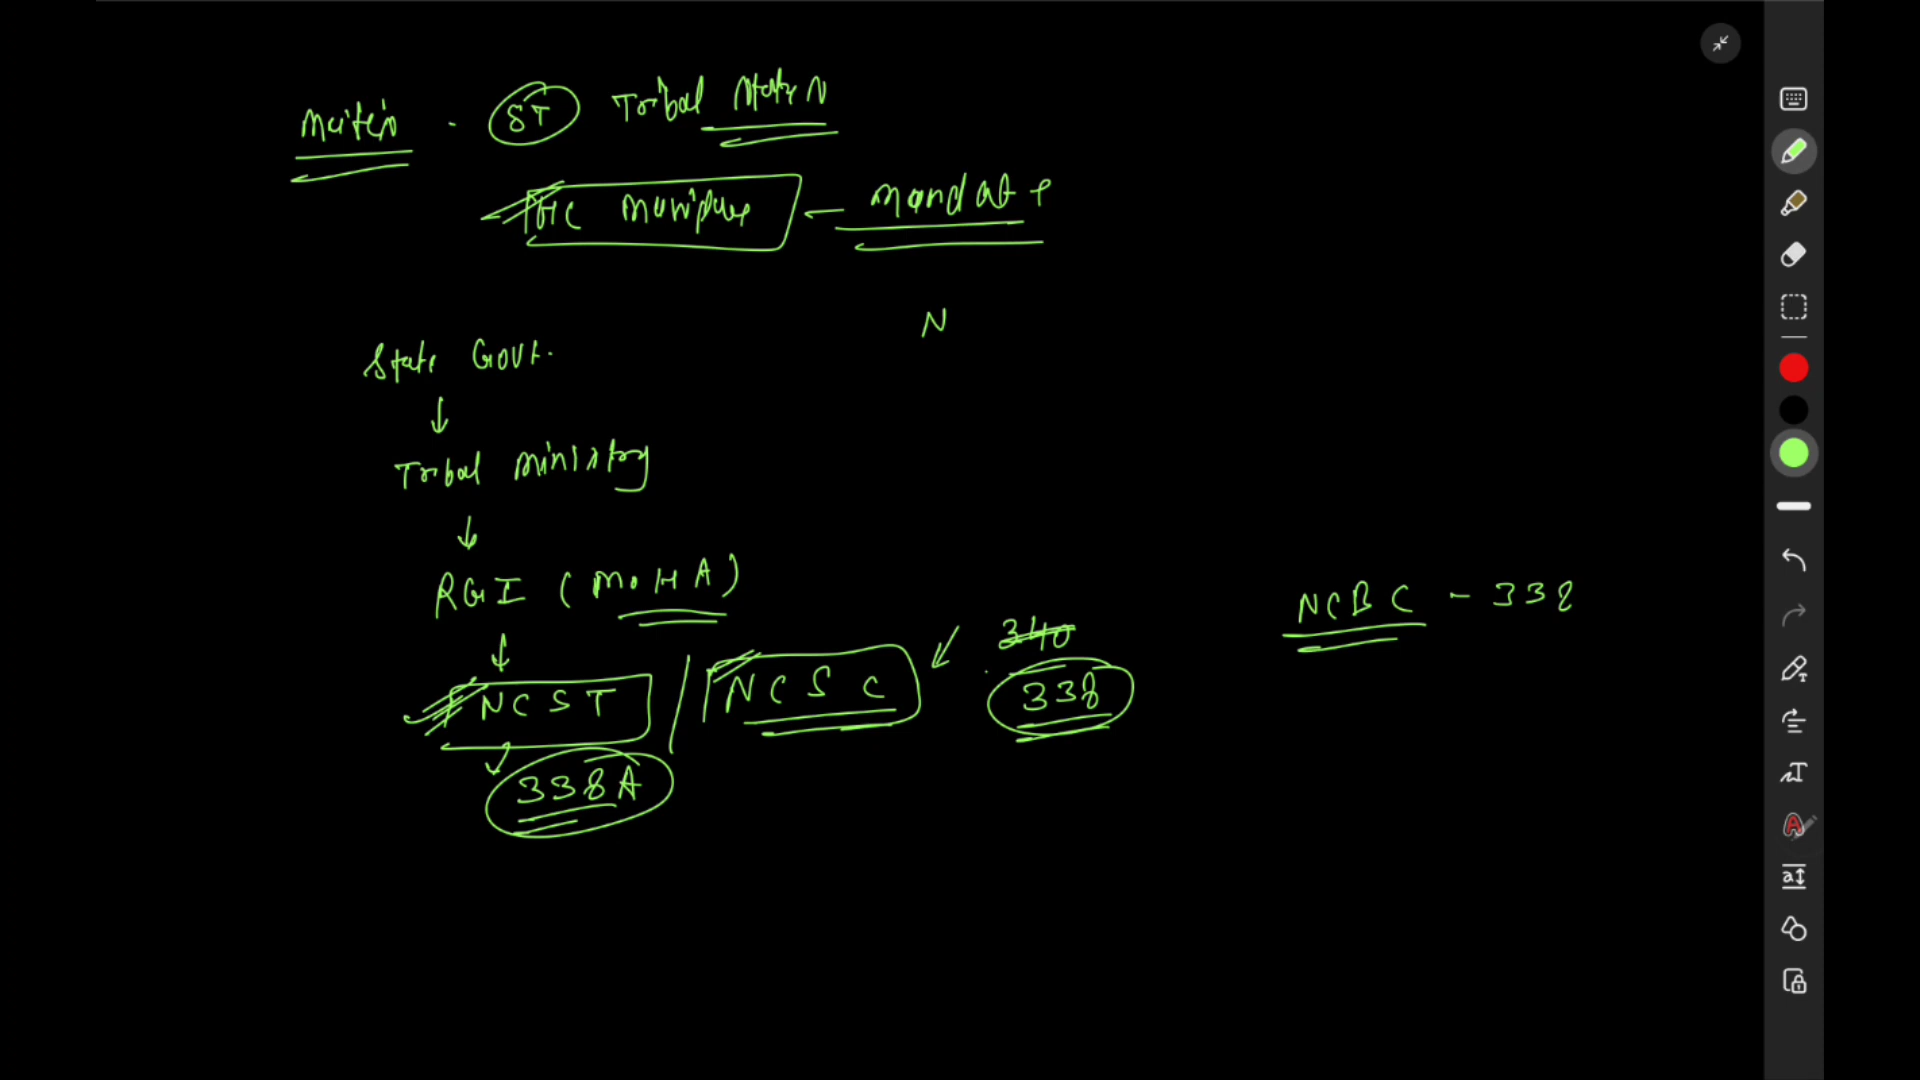 Meitei - ST Tribal State N
HC Manipur ← mandate
N
State Govt.
↓
Tribal ministry
↓
RGI (MoHA)
↓
NCST / NCSC ↙ 340
338
NCBC - 338
338A